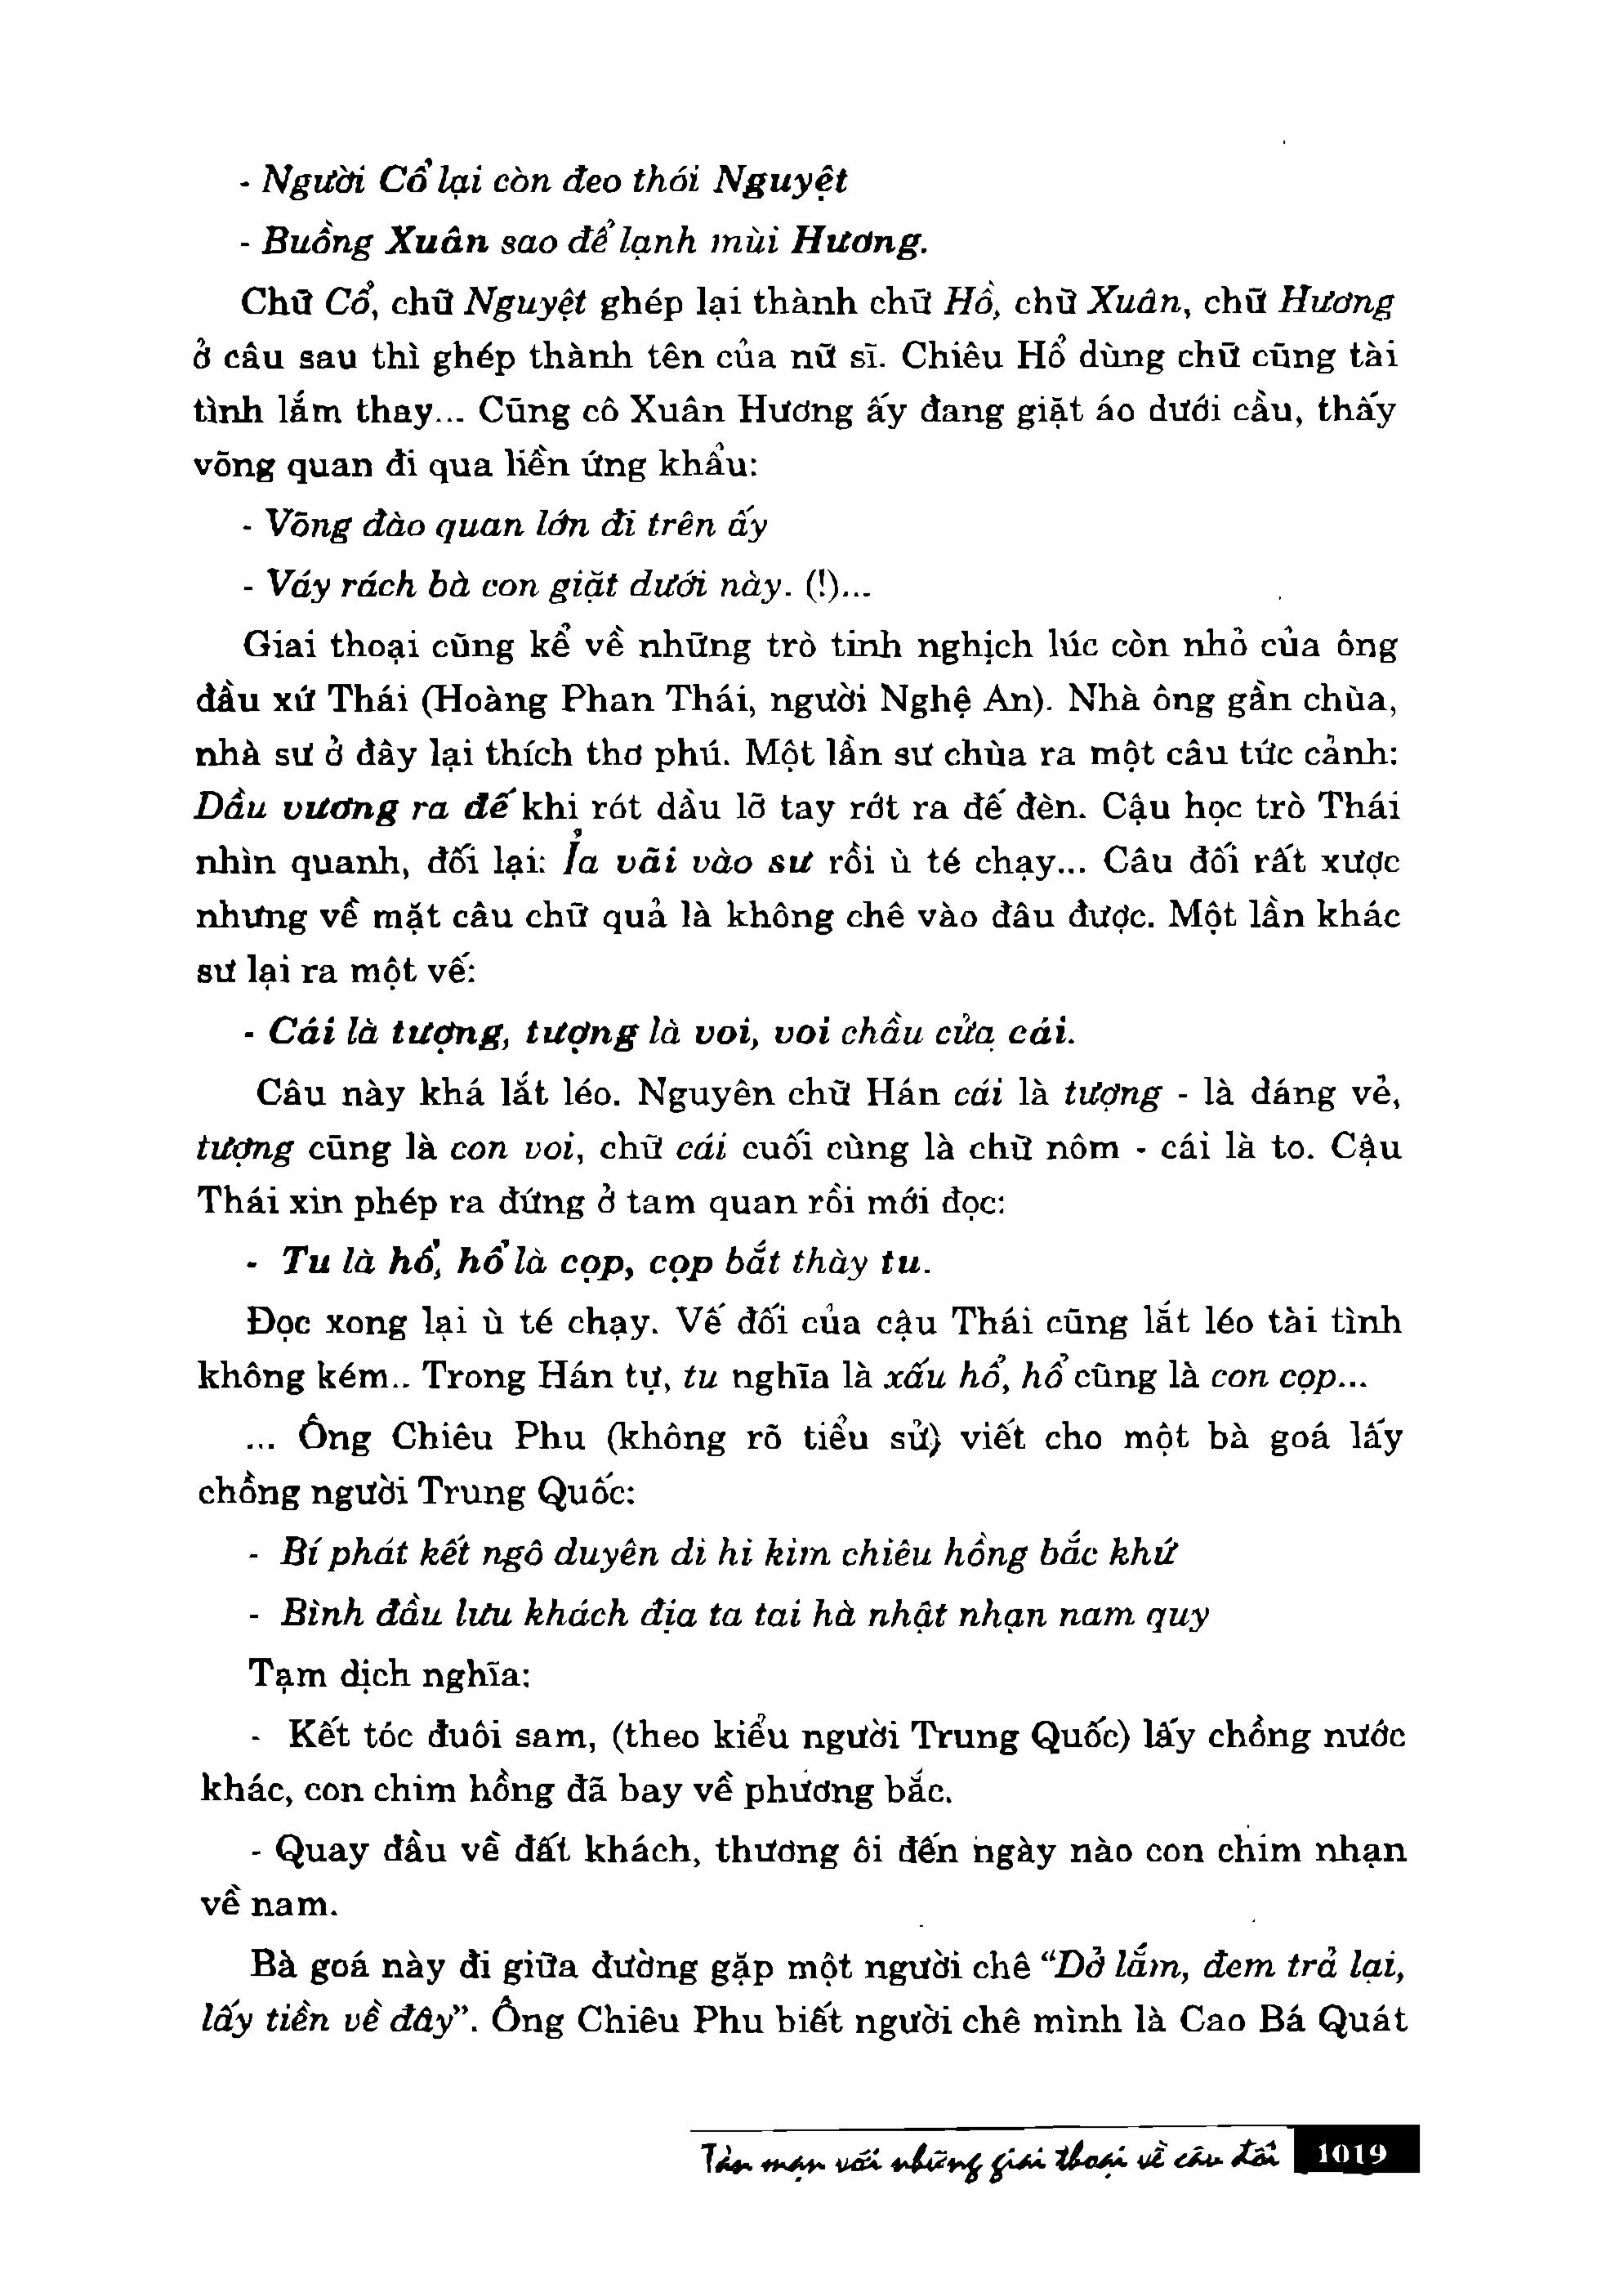 - Người Cổ lại còn đeo thói Nguyệt
- Buồng Xuân sao để lạnh mùi Hương.
Chữ Cổ, chữ Nguyệt ghép lại thành chữ Hồ, chữ Xuân, chữ Hương
ở câu sau thì ghép thành tên của nữ sĩ. Chiêu Hổ dùng chữ cũng tài
tình lắm thay... Cũng cô Xuân Hương ấy đang giặt áo dưới cầu, thấy
võng quan đi qua liền ứng khẩu:
- Võng đào quan lớn đi trên ấy
- Váy rách bà con giặt dưới này. (!)...
Giai thoại cũng kể về những trò tinh nghịch lúc còn nhỏ của ông
đầu xứ Thái (Hoàng Phan Thái, người Nghệ An). Nhà ông gần chùa,
nhà sư ở đây lại thích thơ phú. Một lần sư chùa ra một câu tức cảnh:
Dầu vương ra đế khi rót dầu lỡ tay rớt ra đế đèn. Cậu học trò Thái
nhìn quanh, đối lại: Ỉa vãi vào sư rồi ù té chạy... Câu đối rất xược
nhưng về mặt câu chữ quả là không chê vào đâu được. Một lần khác
sư lại ra một vế:
- Cái là tượng, tượng là voi, voi chầu cửa cái.
Câu này khá lắt léo. Nguyên chữ Hán cái là tượng - là dáng vẻ,
tượng cũng là con voi, chữ cái cuối cùng là chữ nôm - cái là to. Cậu
Thái xin phép ra đứng ở tam quan rồi mới đọc:
- Tu là hổ, hổ là cọp, cọp bắt thày tu.
Đọc xong lại ù té chạy. Vế đối của cậu Thái cũng lắt léo tài tình
không kém.. Trong Hán tự, tu nghĩa là xấu hổ, hổ cũng là con cọp...
... Ông Chiêu Phu (không rõ tiểu sử) viết cho một bà goá lấy
chồng người Trung Quốc:
- Bí phát kết ngô duyên di hi kim chiêu hồng bắc khứ
- Bình đầu lưu khách địa ta tai hà nhật nhạn nam quy
Tạm dịch nghĩa:
- Kết tóc đuôi sam, (theo kiểu người Trung Quốc) lấy chồng nước
khác, con chim hồng đã bay về phương bắc.
- Quay đầu về đất khách, thương ôi đến ngày nào con chim nhạn
về nam.
Bà goá này đi giữa đường gặp một người chê "Dở lắm, đem trả lại,
lấy tiền về đây". Ông Chiêu Phu biết người chê mình là Cao Bá Quát
Tản mạn với những giai thoại về câu đối 1019